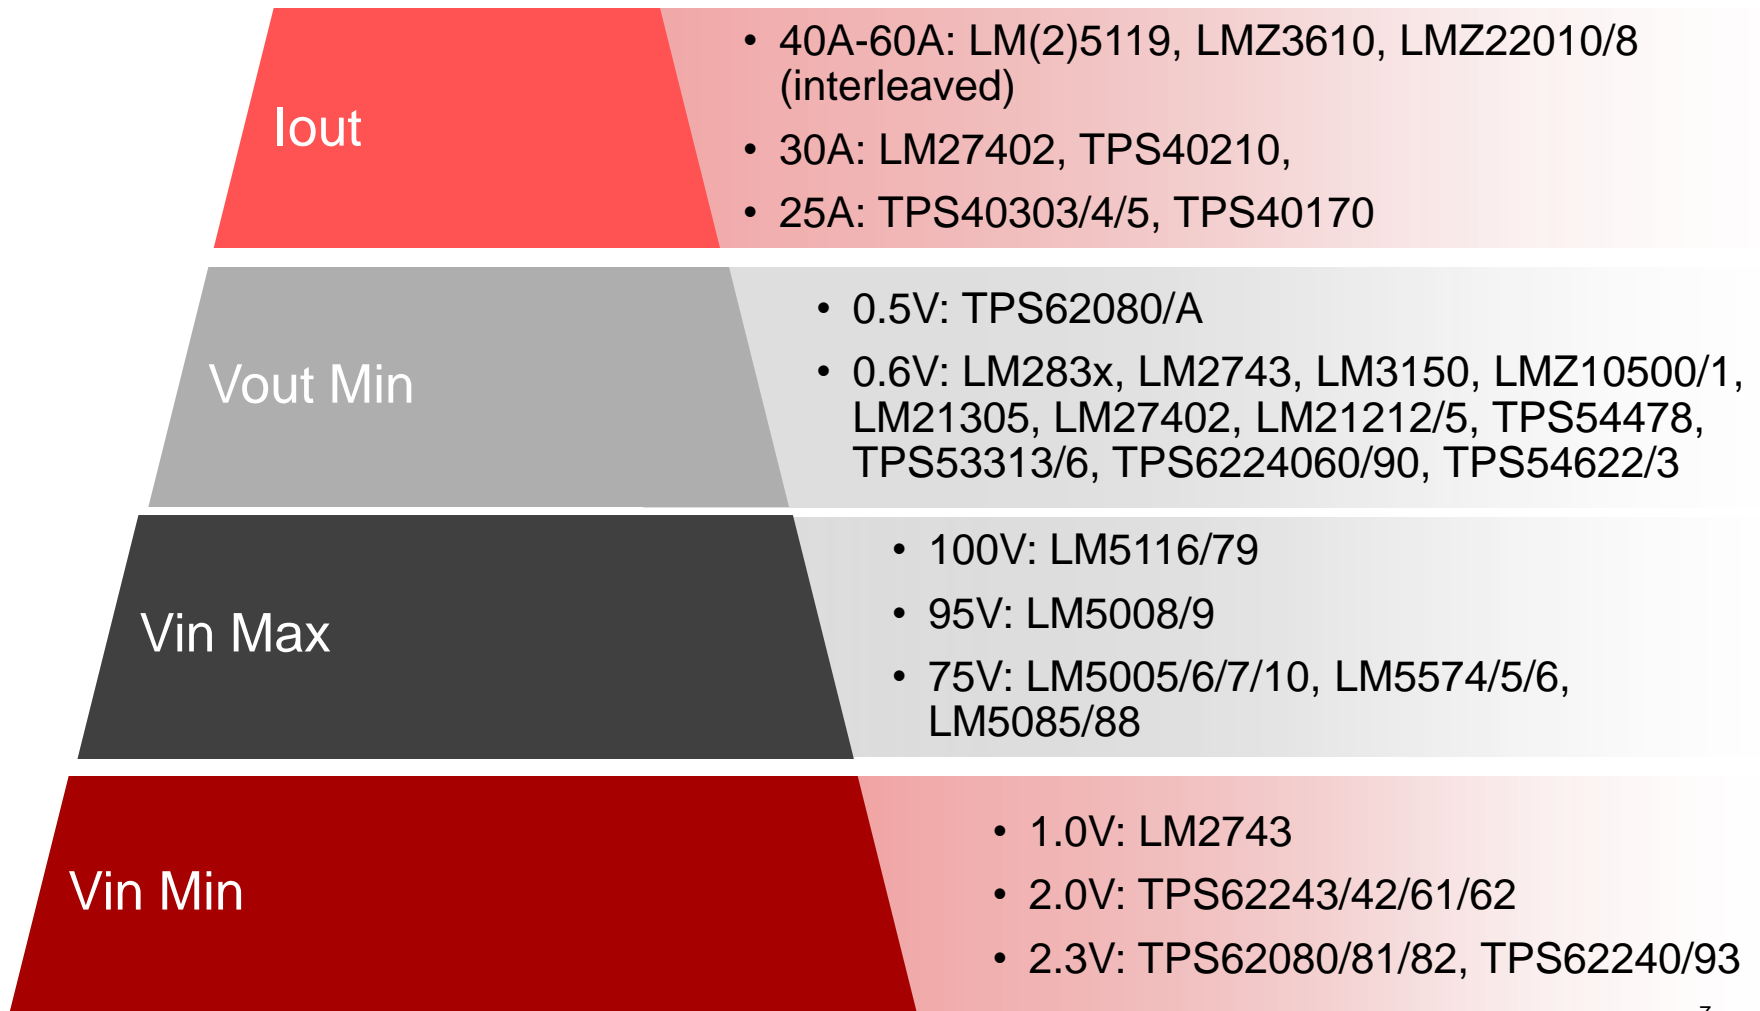 Iout
• 40A-60A: LM(2)5119, LMZ3610, LMZ22010/8
(interleaved)
• 30A: LM27402, TPS40210,
• 25A: TPS40303/4/5, TPS40170
Vout Min
• 0.5V: TPS62080/A
• 0.6V: LM283x, LM2743, LM3150, LMZ10500/1,
LM21305, LM27402, LM21212/5, TPS54478,
TPS53313/6, TPS6224060/90, TPS54622/3
Vin Max
• 100V: LM5116/79
• 95V: LM5008/9
• 75V: LM5005/6/7/10, LM5574/5/6,
LM5085/88
Vin Min
• 1.0V: LM2743
• 2.0V: TPS62243/42/61/62
• 2.3V: TPS62080/81/82, TPS62240/93